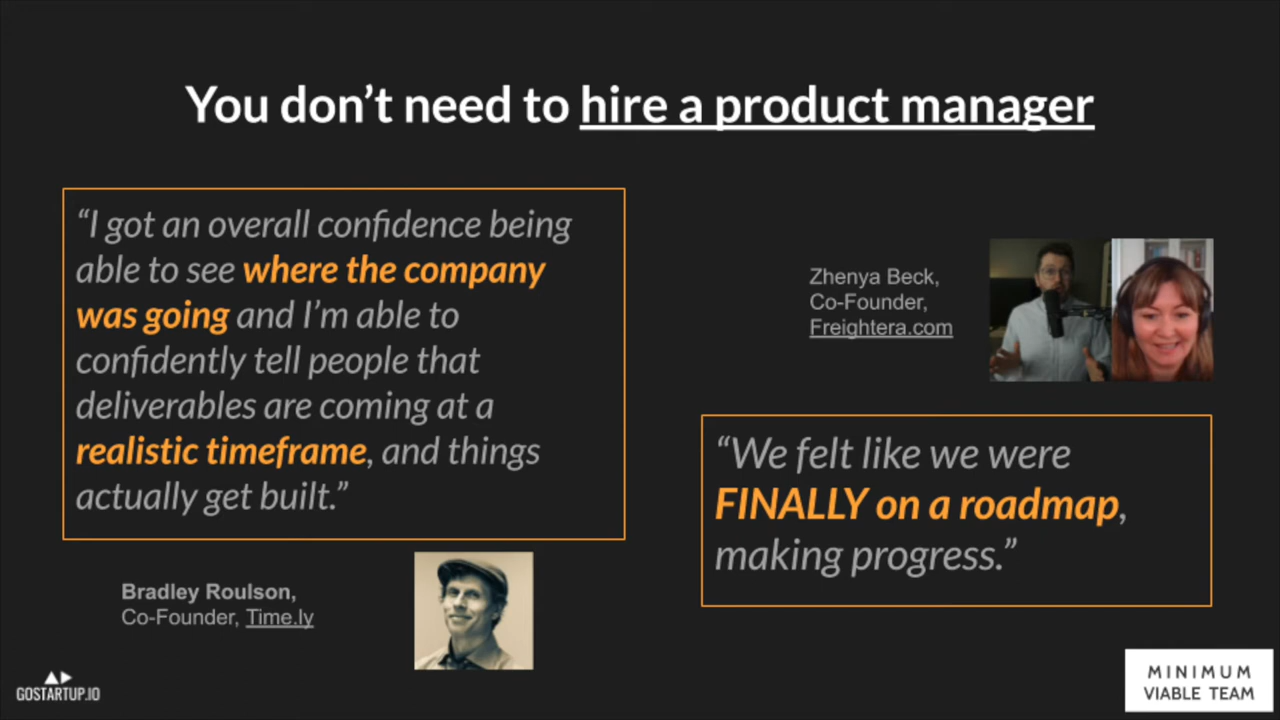 You don’t need to hire a product manager
“I got an overall confidence being
able to see where the company
was going and I’m able to
confidently tell people that
deliverables are coming at a
realistic timeframe, and things
actually get built.”
Bradley Roulson,
Co-Founder, Time.ly
Zhenya Beck,
Co-Founder,
Freightera.com
“We felt like we were
FINALLY on a roadmap,
making progress.”
GOSTARTUP.IO
MINIMUM
VIABLE TEAM